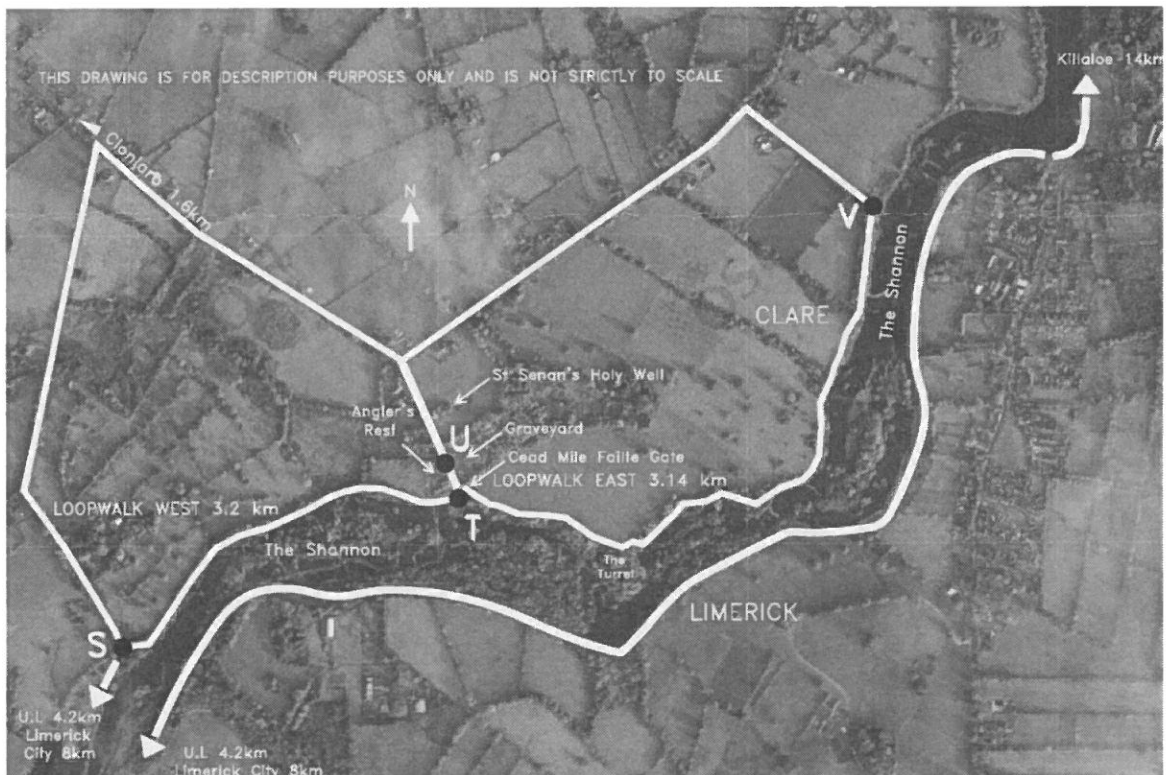 Killaloe 14km
THIS DRAWING IS FOR DESCRIPTION PURPOSES ONLY AND IS NOT STRICTLY TO SCALE
Clonlara 1.6km
N
V
The Shannon
CLARE
St Senan's Holy Well
Angler's
Rest
U
Graveyard
Cead Mile Failte Gate
LOOPWALK EAST 3.14 km
LOOPWALK WEST 3.2 km
T
The Shannon
The
Turret
LIMERICK
S
U.L 4.2km
Limerick
City 8km
U.L 4.2km
Limerick City 8km